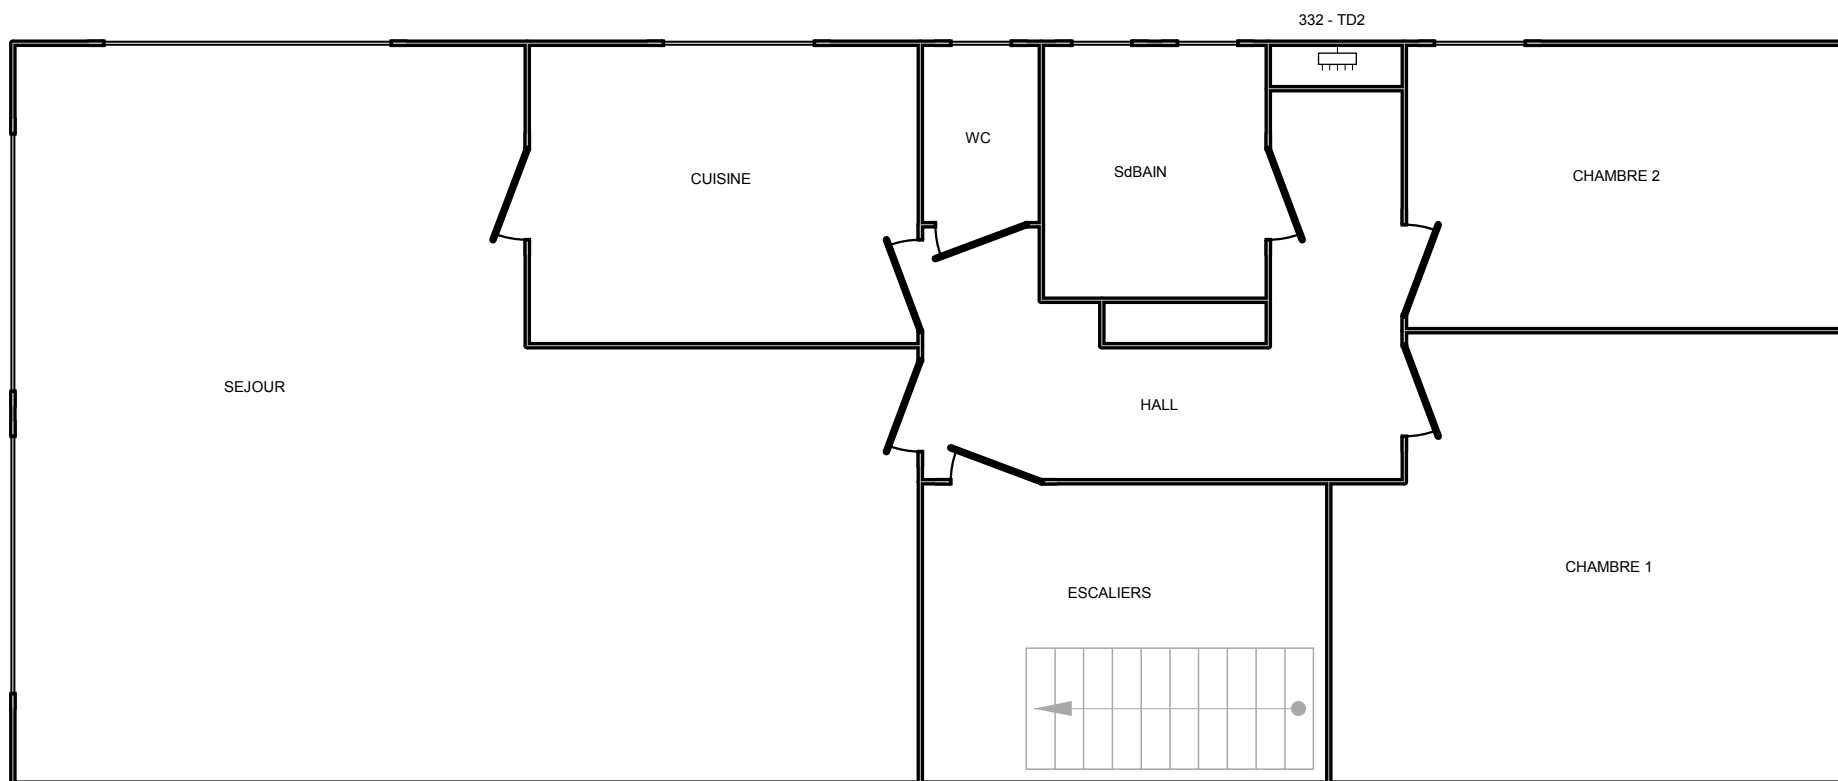 332 - TD2
WC
SdBAIN
CUISINE
CHAMBRE 2
SEJOUR
HALL
CHAMBRE 1
ESCALIERS